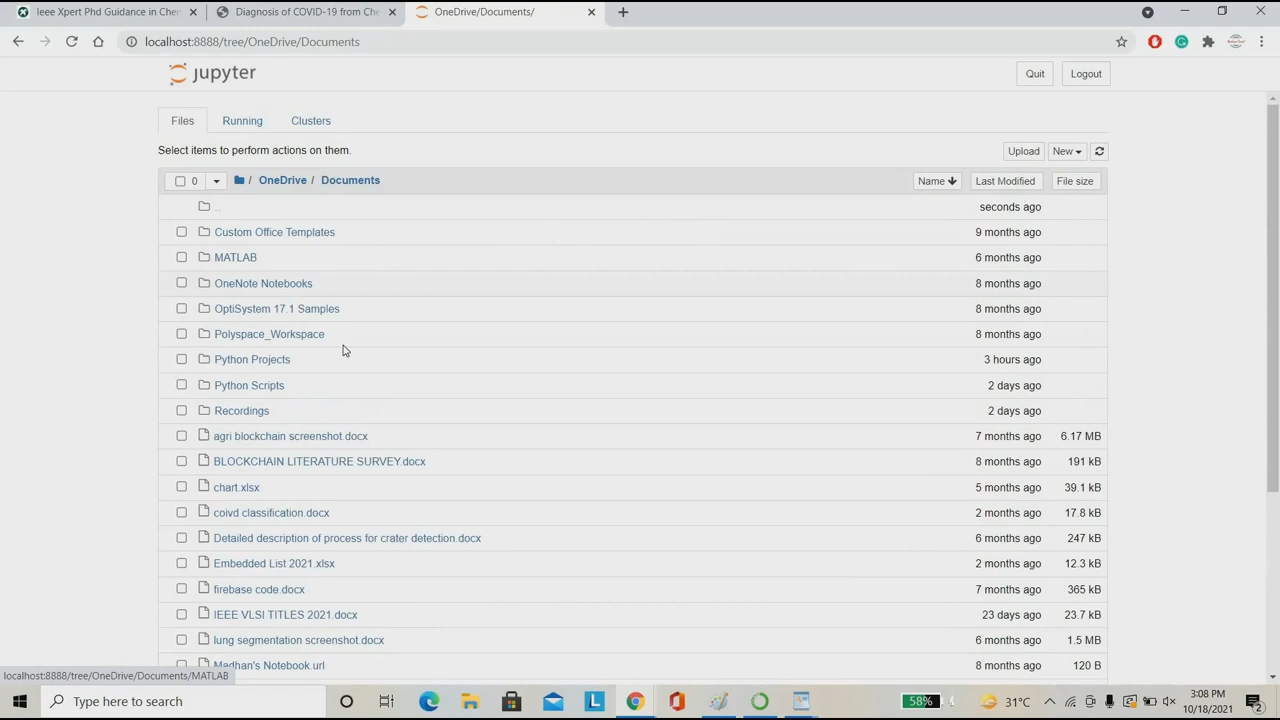 Ieee Xpert Phd Guidance in Chen
Diagnosis of COVID-19 from Che
OneDrive/Documents/
localhost:8888/tree/OneDrive/Documents
jupyter
Quit
Logout
Files
Running
Clusters
Select items to perform actions on them.
Upload
New
0
/ OneDrive / Documents
Name
Last Modified
File size
.. seconds ago
Custom Office Templates 9 months ago
MATLAB 6 months ago
OneNote Notebooks 8 months ago
OptiSystem 17.1 Samples 8 months ago
Polyspace_Workspace 8 months ago
Python Projects 3 hours ago
Python Scripts 2 days ago
Recordings 2 days ago
agri blockchain screenshot.docx 7 months ago 6.17 MB
BLOCKCHAIN LITERATURE SURVEY.docx 8 months ago 191 kB
chart.xlsx 5 months ago 39.1 kB
coivd classification.docx 2 months ago 17.8 kB
Detailed description of process for crater detection.docx 6 months ago 247 kB
Embedded List 2021.xlsx 2 months ago 12.3 kB
firebase code.docx 7 months ago 365 kB
IEEE VLSI TITLES 2021.docx 23 days ago 23.7 kB
lung segmentation screenshot.docx 6 months ago 1.5 MB
Madhan's Notebook.url 8 months ago 120 B
localhost:8888/tree/OneDrive/Documents/MATLAB
Type here to search
58%
31°C
3:08 PM
10/18/2021
2